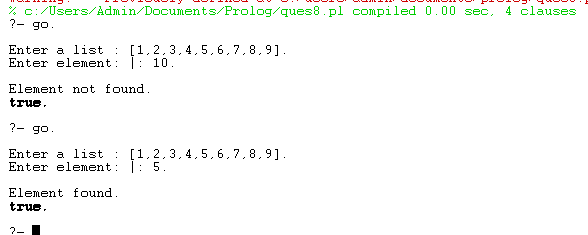 % c:/Users/Admin/Documents/Prolog/ques8.pl compiled 0.00 sec, 4 clauses
?- go.
Enter a list : [1,2,3,4,5,6,7,8,9].
Enter element: |: 10.
Element not found.
true.
?- go.
Enter a list : [1,2,3,4,5,6,7,8,9].
Enter element: |: 5.
Element found.
true.
?-